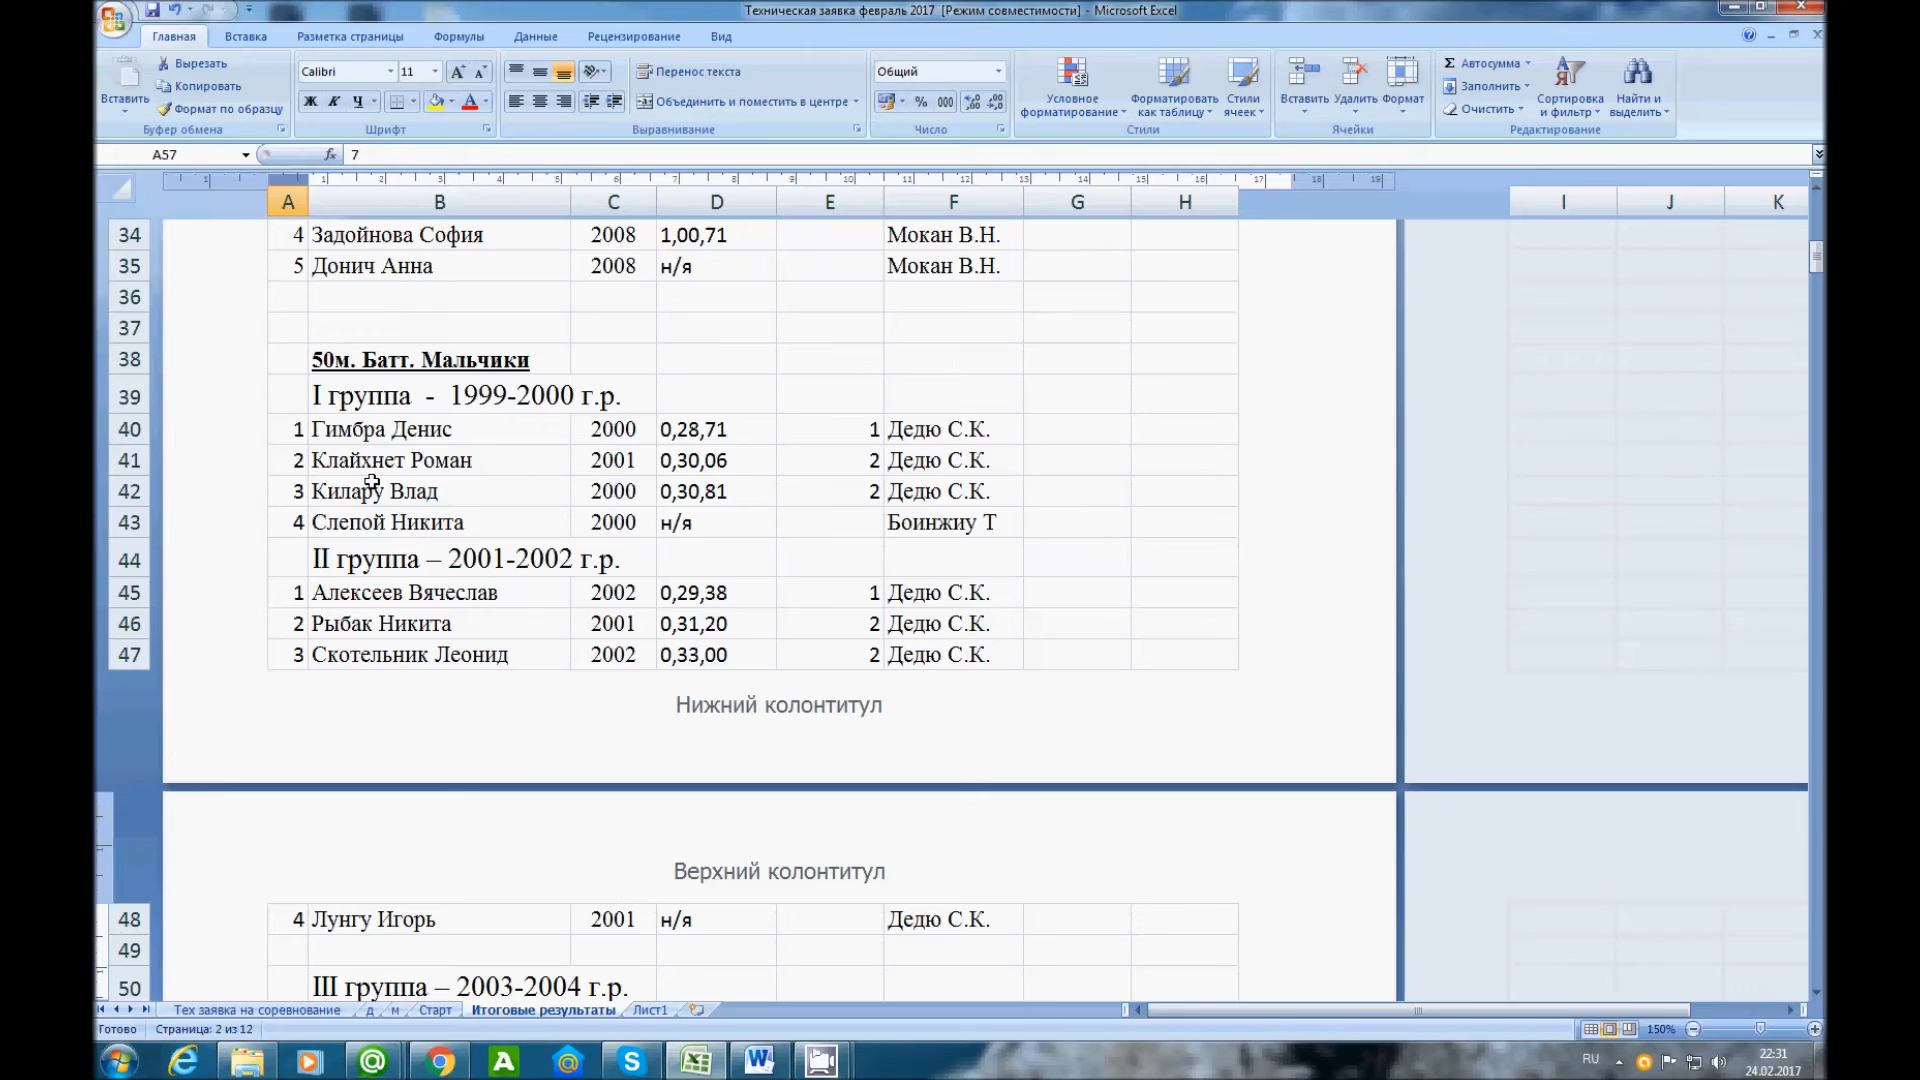 Техническая заявка февраль 2017 [Режим совместимости] - Microsoft Excel
Главная Вставка Разметка страницы Формулы Данные Рецензирование Вид
Вставить
Вырезать
Копировать
Формат по образцу
Буфер обмена
Calibri 11
Ж К Ч
Шрифт
Перенос текста
Объединить и поместить в центре
Выравнивание
Общий
% 000
Число
Условное форматирование
Форматировать как таблицу
Стили ячеек
Стили
Вставить Удалить Формат
Ячейки
Σ Автосумма
Заполнить
Очистить
Сортировка и фильтр
Найти и выделить
Редактирование
A57 fx 7
A B C D E F G H I J K
34 4 Задойнова София 2008 1,00,71 Мокан В.Н.
35 5 Донич Анна 2008 н/я Мокан В.Н.
36
37
38 50м. Батт. Мальчики
39 I группа - 1999-2000 г.р.
40 1 Гимбра Денис 2000 0,28,71 1 Дедю С.К.
41 2 Клайхнет Роман 2001 0,30,06 2 Дедю С.К.
42 3 Килару Влад 2000 0,30,81 2 Дедю С.К.
43 4 Слепой Никита 2000 н/я Боинжиу Т
44 II группа – 2001-2002 г.р.
45 1 Алексеев Вячеслав 2002 0,29,38 1 Дедю С.К.
46 2 Рыбак Никита 2001 0,31,20 2 Дедю С.К.
47 3 Скотельник Леонид 2002 0,33,00 2 Дедю С.К.
Нижний колонтитул
Верхний колонтитул
48 4 Лунгу Игорь 2001 н/я Дедю С.К.
49
50 III группа – 2003-2004 г.р.
Тех заявка на соревнование д м Старт Итоговые результаты Лист1
Готово Страница: 2 из 12 150%
RU 22:31
24.02.2017